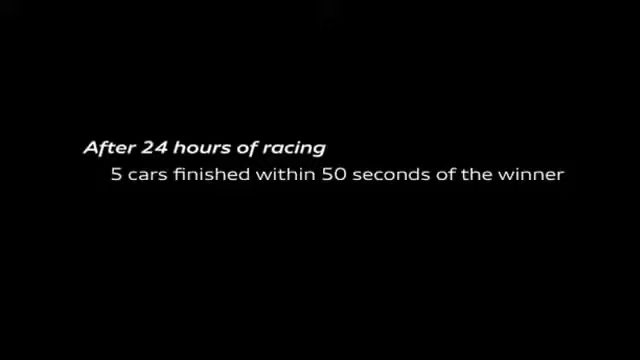 After 24 hours of racing
5 cars finished within 50 seconds of the winner